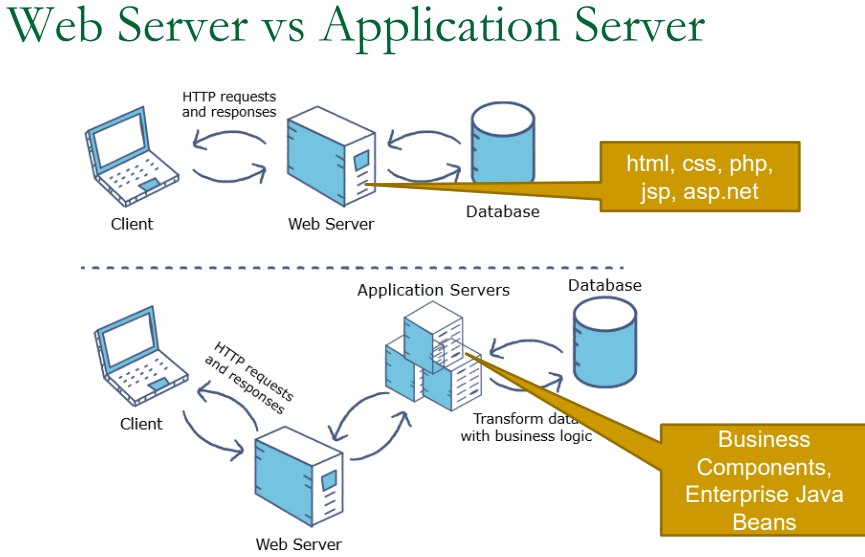 Web Server vs Application Server
HTTP requests
and responses
Client
Web Server
Database
html, css, php,
jsp, asp.net
Application Servers
Database
HTTP requests
and responses
Client
Transform data
with business logic
Web Server
Business
Components,
Enterprise Java
Beans